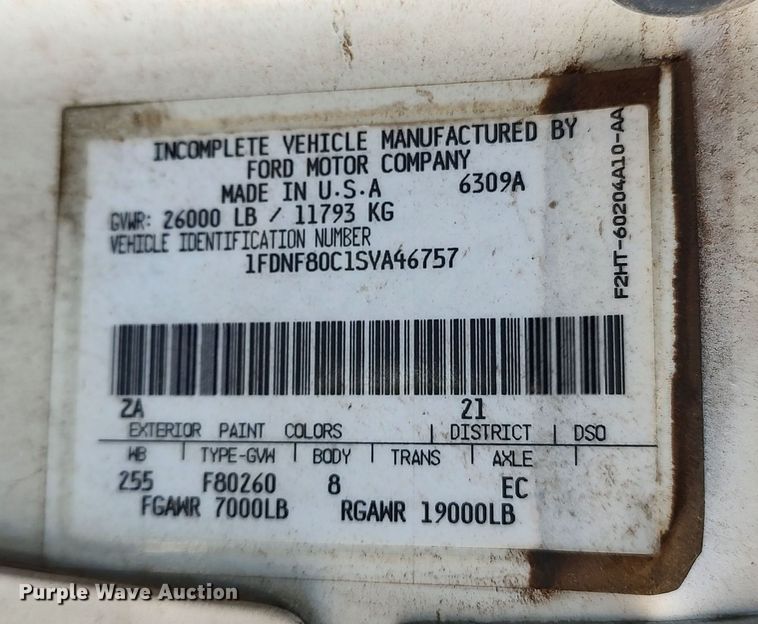 INCOMPLETE VEHICLE MANUFACTURED BY
FORD MOTOR COMPANY
MADE IN U.S.A 6309A
GVWR: 26000 LB / 11793 KG
VEHICLE IDENTIFICATION NUMBER
1FDNF80C1SVA46757
F2HT-60204A10-AA
ZA 21
EXTERIOR PAINT COLORS | DISTRICT | DSO
WB | TYPE-GVW | BODY | TRANS | AXLE
255 F80260 8 EC
FGAWR 7000LB RGAWR 19000LB
Purple Wave Auction